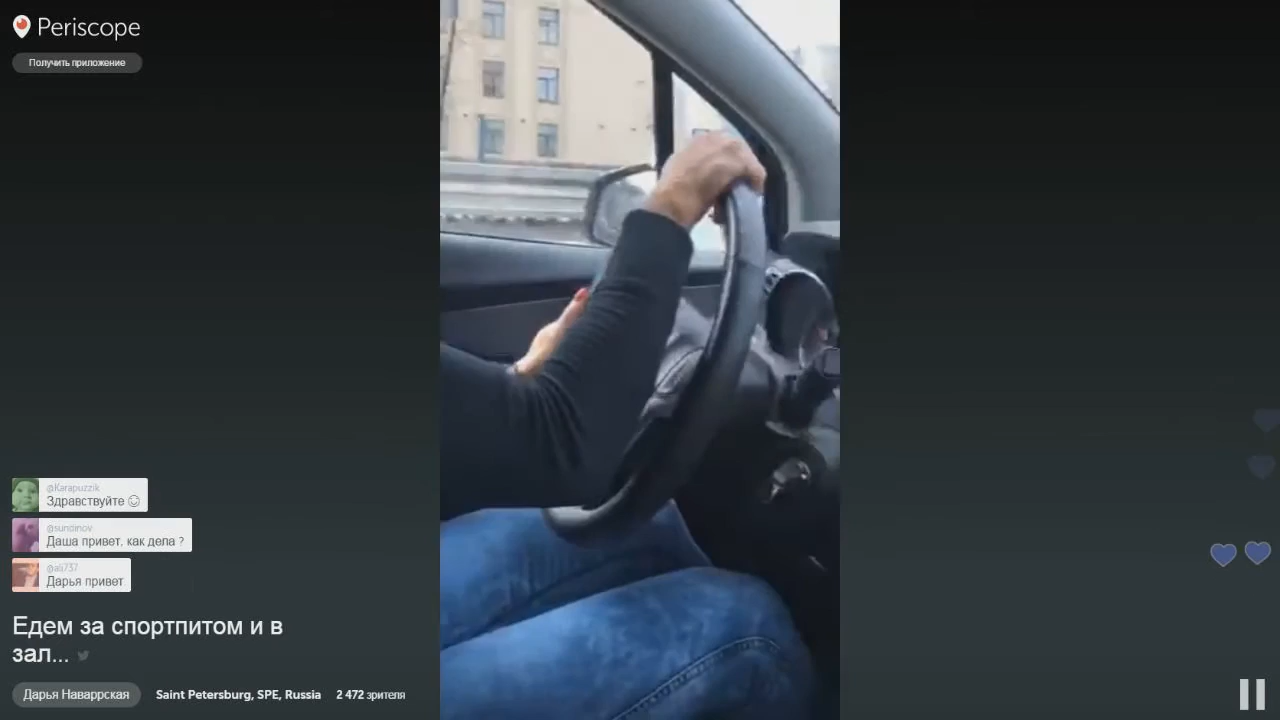 Periscope
Получить приложение
@Karapuzzik
Здравствуйте ☺
@sundinov
Даша привет. как дела ?
@ali737
Дарья привет
Едем за спортпитом и в
зал...
Дарья Наваррская
Saint Petersburg, SPE, Russia
2 472 зрителя